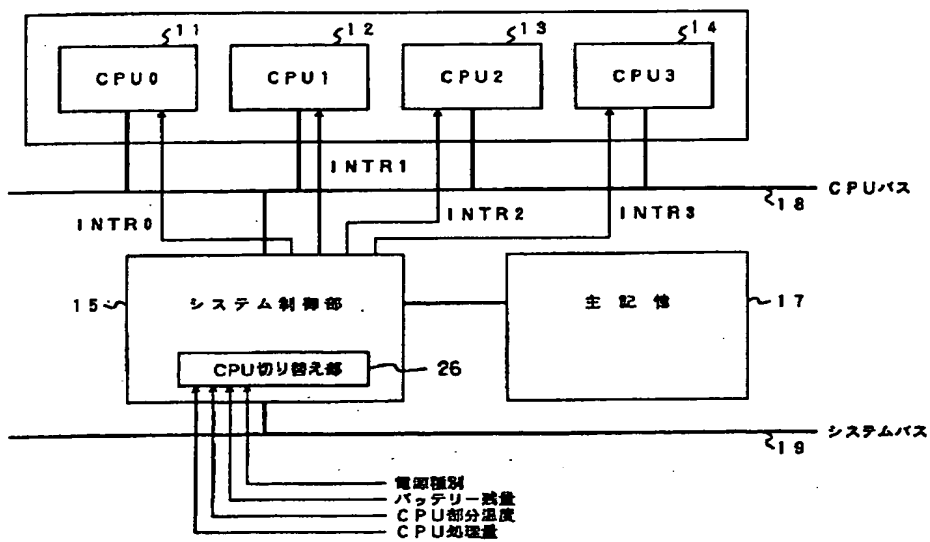 11 12 13 14
CPU0 CPU1 CPU2 CPU3
INTR1
CPUバス
18
INTR0 INTR2 INTR3
15 システム制御部 主記憶 17
CPU切り替え部 26
システムバス
19
電源種別
バッテリー残量
CPU部分温度
CPU処理量